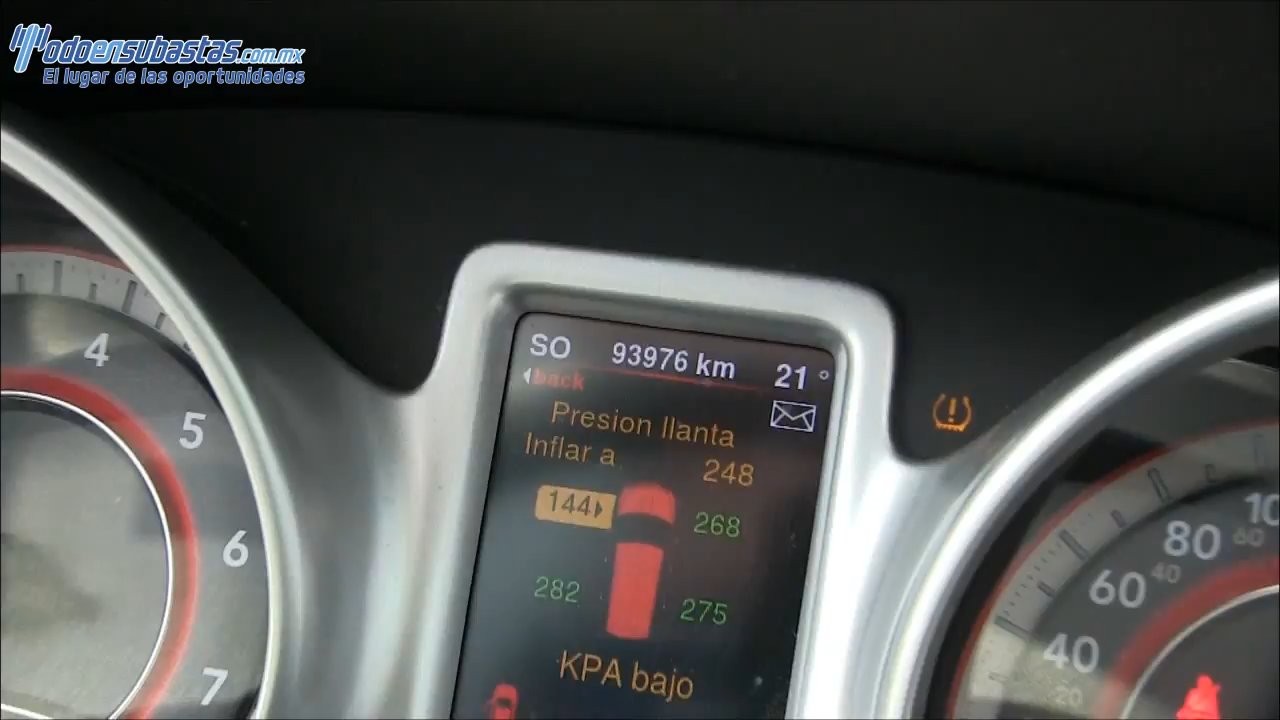 Todoensubastas.com.mx
El lugar de las oportunidades
SO 93976 km 21 °
back
Presion llanta
Inflar a 248
144
268
282
275
KPA bajo
4
5
6
7
10
80
60
60
40
40
20